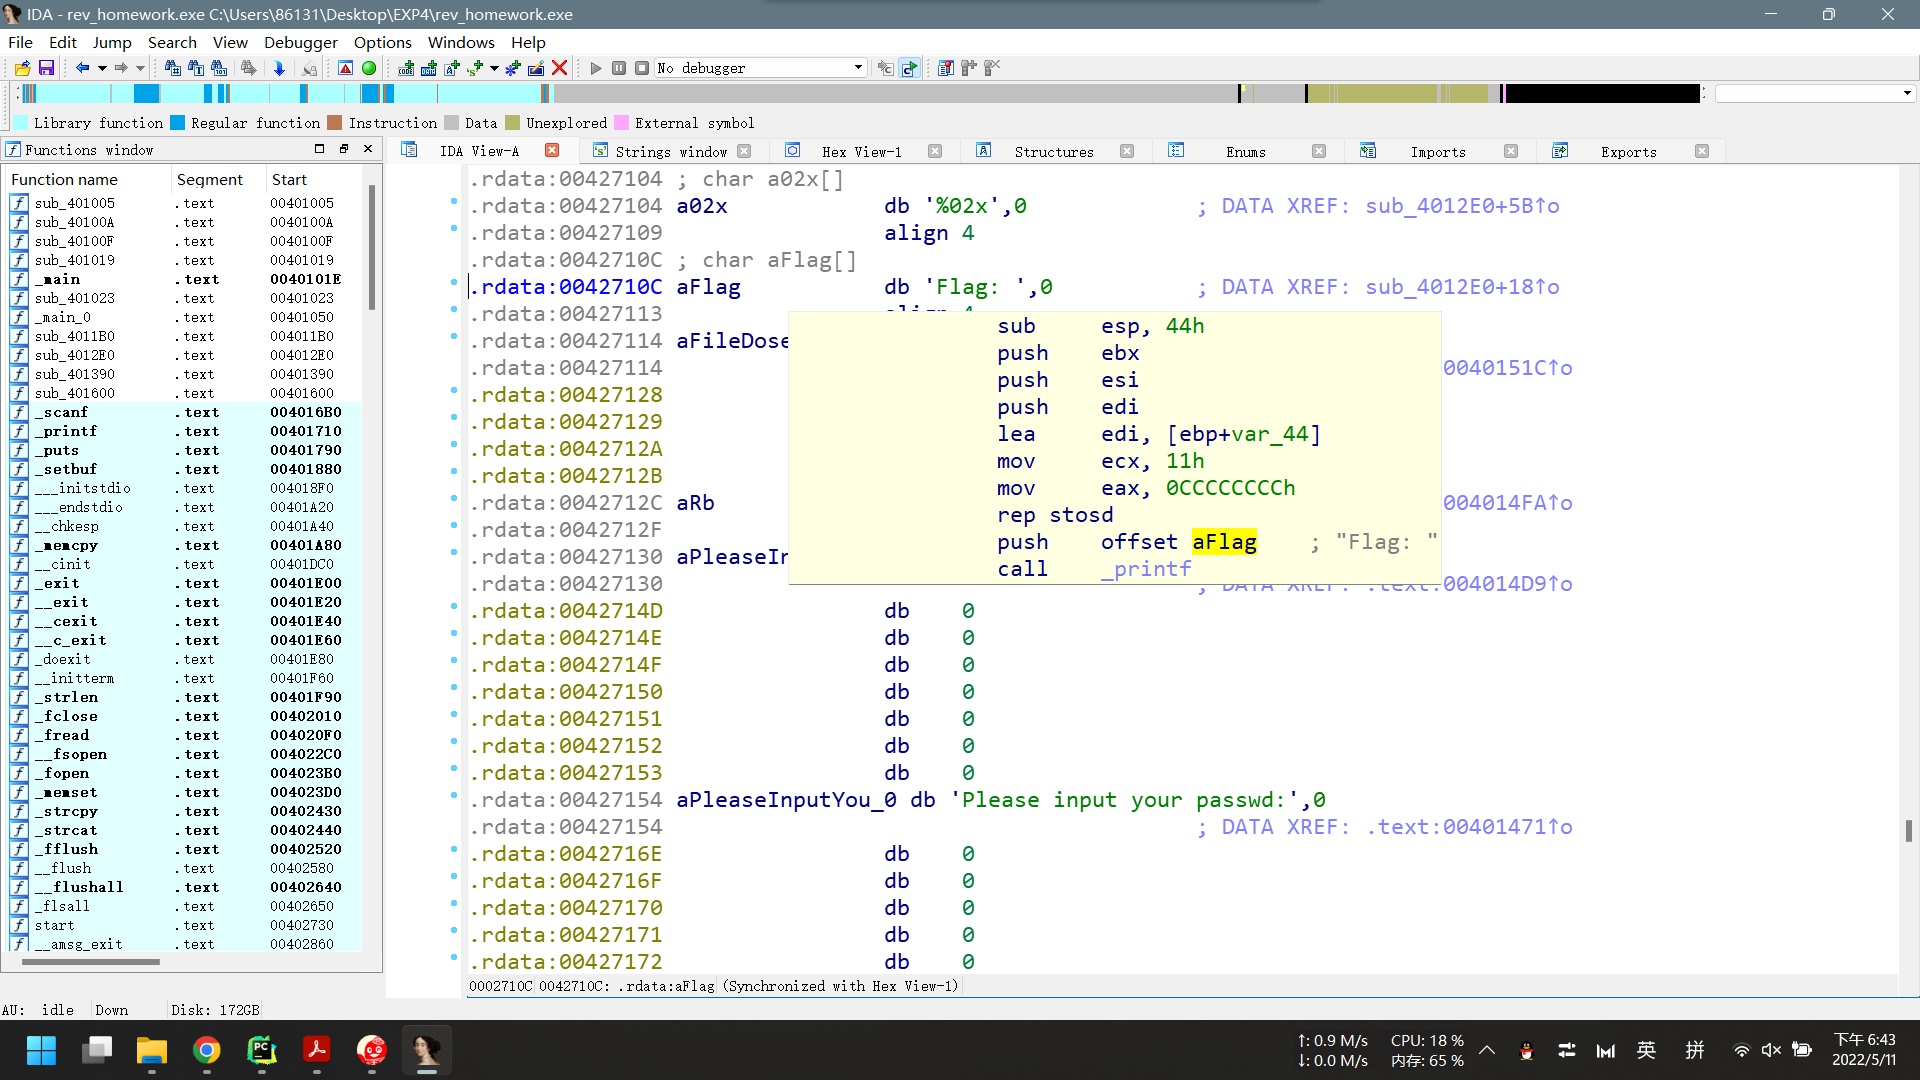 IDA - rev_homework.exe C:\Users\86131\Desktop\EXP4\rev_homework.exe
File Edit Jump Search View Debugger Options Windows Help
No debugger
Library function Regular function Instruction Data Unexplored External symbol
Functions window
IDA View-A Strings window Hex View-1 Structures Enums Imports Exports
Function name Segment Start
sub_401005 .text 00401005
sub_40100A .text 0040100A
sub_40100F .text 0040100F
sub_401019 .text 00401019
_main .text 0040101E
sub_401023 .text 00401023
_main_0 .text 00401050
sub_4011B0 .text 004011B0
sub_4012E0 .text 004012E0
sub_401390 .text 00401390
sub_401600 .text 00401600
_scanf .text 004016B0
_printf .text 00401710
_puts .text 00401790
_setbuf .text 00401880
___initstdio .text 004018F0
___endstdio .text 00401A20
__chkesp .text 00401A40
_memcpy .text 00401A80
__cinit .text 00401DC0
_exit .text 00401E00
__exit .text 00401E20
__cexit .text 00401E40
__c_exit .text 00401E60
_doexit .text 00401E80
__initterm .text 00401F60
_strlen .text 00401F90
_fclose .text 00402010
_fread .text 004020F0
__fsopen .text 004022C0
_fopen .text 004023B0
_memset .text 004023D0
_strcpy .text 00402430
_strcat .text 00402440
_fflush .text 00402520
__flush .text 00402580
__flushall .text 00402640
_flsall .text 00402650
start .text 00402730
__amsg_exit .text 00402860
.rdata:00427104 ; char a02x[]
.rdata:00427104 a02x db '%02x',0 ; DATA XREF: sub_4012E0+5B↑o
.rdata:00427109 align 4
.rdata:0042710C ; char aFlag[]
.rdata:0042710C aFlag db 'Flag: ',0 ; DATA XREF: sub_4012E0+18↑o
.rdata:00427113 align 4
.rdata:00427114 aFileDose
.rdata:00427114 0040151C↑o
.rdata:00427128
.rdata:00427129
.rdata:0042712A
.rdata:0042712B
.rdata:0042712C aRb 004014FA↑o
.rdata:0042712F
.rdata:00427130 aPleaseIn
.rdata:00427130 ; DATA XREF: .text:004014D9↑o
sub esp, 44h
push ebx
push esi
push edi
lea edi, [ebp+var_44]
mov ecx, 11h
mov eax, 0CCCCCCCCh
rep stosd
push offset aFlag ; "Flag: "
call _printf
.rdata:0042714D db 0
.rdata:0042714E db 0
.rdata:0042714F db 0
.rdata:00427150 db 0
.rdata:00427151 db 0
.rdata:00427152 db 0
.rdata:00427153 db 0
.rdata:00427154 aPleaseInputYou_0 db 'Please input your passwd:',0
.rdata:00427154 ; DATA XREF: .text:00401471↑o
.rdata:0042716E db 0
.rdata:0042716F db 0
.rdata:00427170 db 0
.rdata:00427171 db 0
.rdata:00427172 db 0
0002710C 0042710C: .rdata:aFlag (Synchronized with Hex View-1)
AU: idle Down Disk: 172GB
↑: 0.9 M/s CPU: 18 %
↓: 0.0 M/s 内存: 65 %
英 拼
下午 6:43
2022/5/11